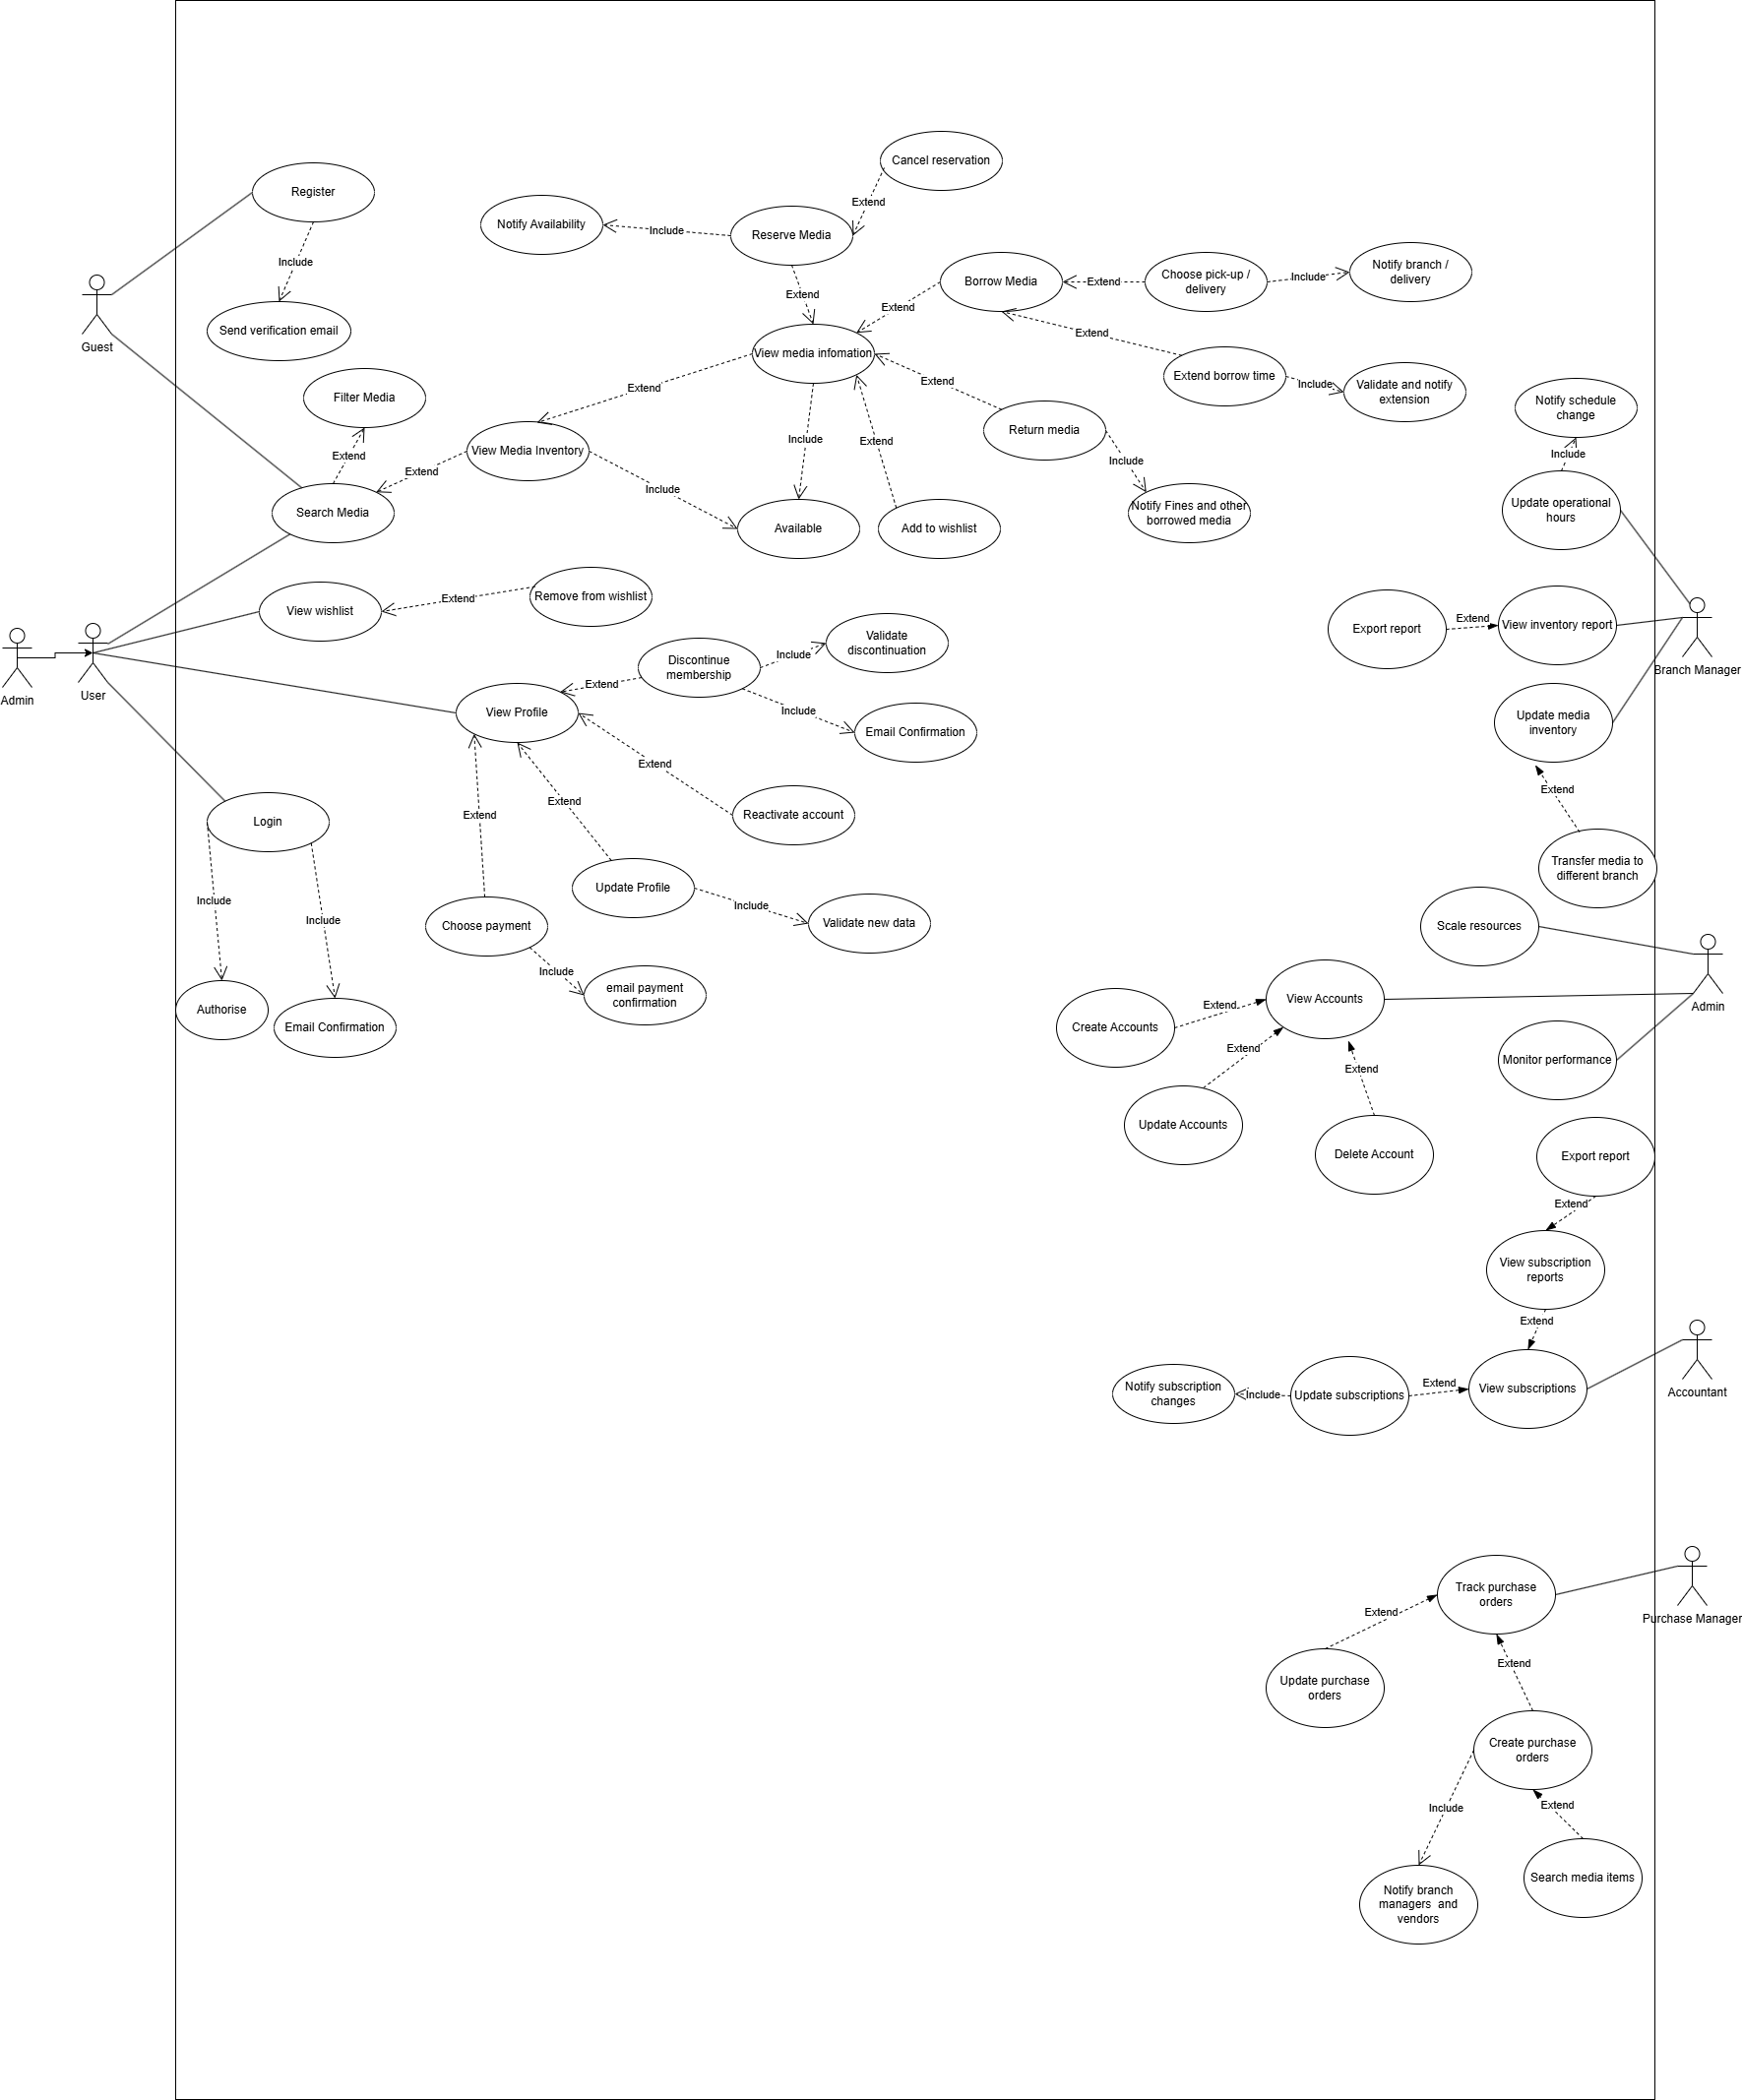 Cancel reservation
Register
Extend
Notify Availability
Include
Reserve Media
Include
Extend
Borrow Media
Extend
Choose pick-up /
delivery
Include
Notify branch /
delivery
Extend
Send verification email
Extend
Guest
View media infomation
Extend
Extend borrow time
Include
Validate and notify
extension
Extend
Extend
Filter Media
Notify schedule
change
Return media
Include
Extend
Extend
View Media Inventory
Extend
Include
Include
Include
Update operational
hours
Search Media
Available
Add to wishlist
Notify Fines and other
borrowed media
View wishlist
Extend
Remove from wishlist
Validate
discontinuation
Include
Discontinue
membership
Extend
Export report
Extend
View inventory report
Branch Manager
Admin
User
View Profile
Include
Email Confirmation
Update media
inventory
Extend
Extend
Extend
Extend
Reactivate account
Login
Transfer media to
different branch
Update Profile
Include
Include
Include
Choose payment
Validate new data
Scale resources
Include
email payment
confirmation
Authorise
Email Confirmation
View Accounts
Extend
Create Accounts
Admin
Extend
Extend
Monitor performance
Update Accounts
Delete Account
Export report
Extend
View subscription
reports
Extend
Notify subscription
changes
Include
Update subscriptions
Extend
View subscriptions
Accountant
Track purchase
orders
Extend
Purchase Manager
Extend
Update purchase
orders
Create purchase
orders
Include
Extend
Search media items
Notify branch
managers  and
vendors